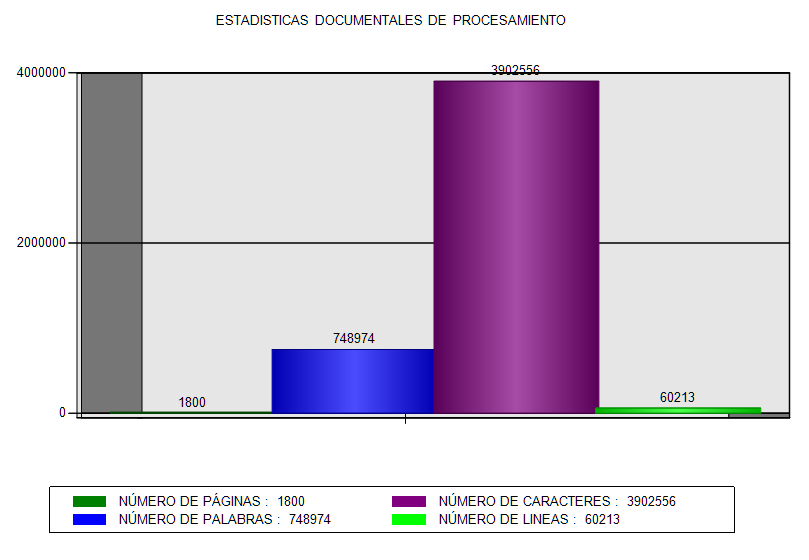 ESTADISTICAS DOCUMENTALES DE PROCESAMIENTO
4000000
3902556
2000000
748974
1800
60213
0
NÚMERO DE PÁGINAS : 1800
NÚMERO DE CARACTERES : 3902556
NÚMERO DE PALABRAS : 748974
NÚMERO DE LINEAS : 60213